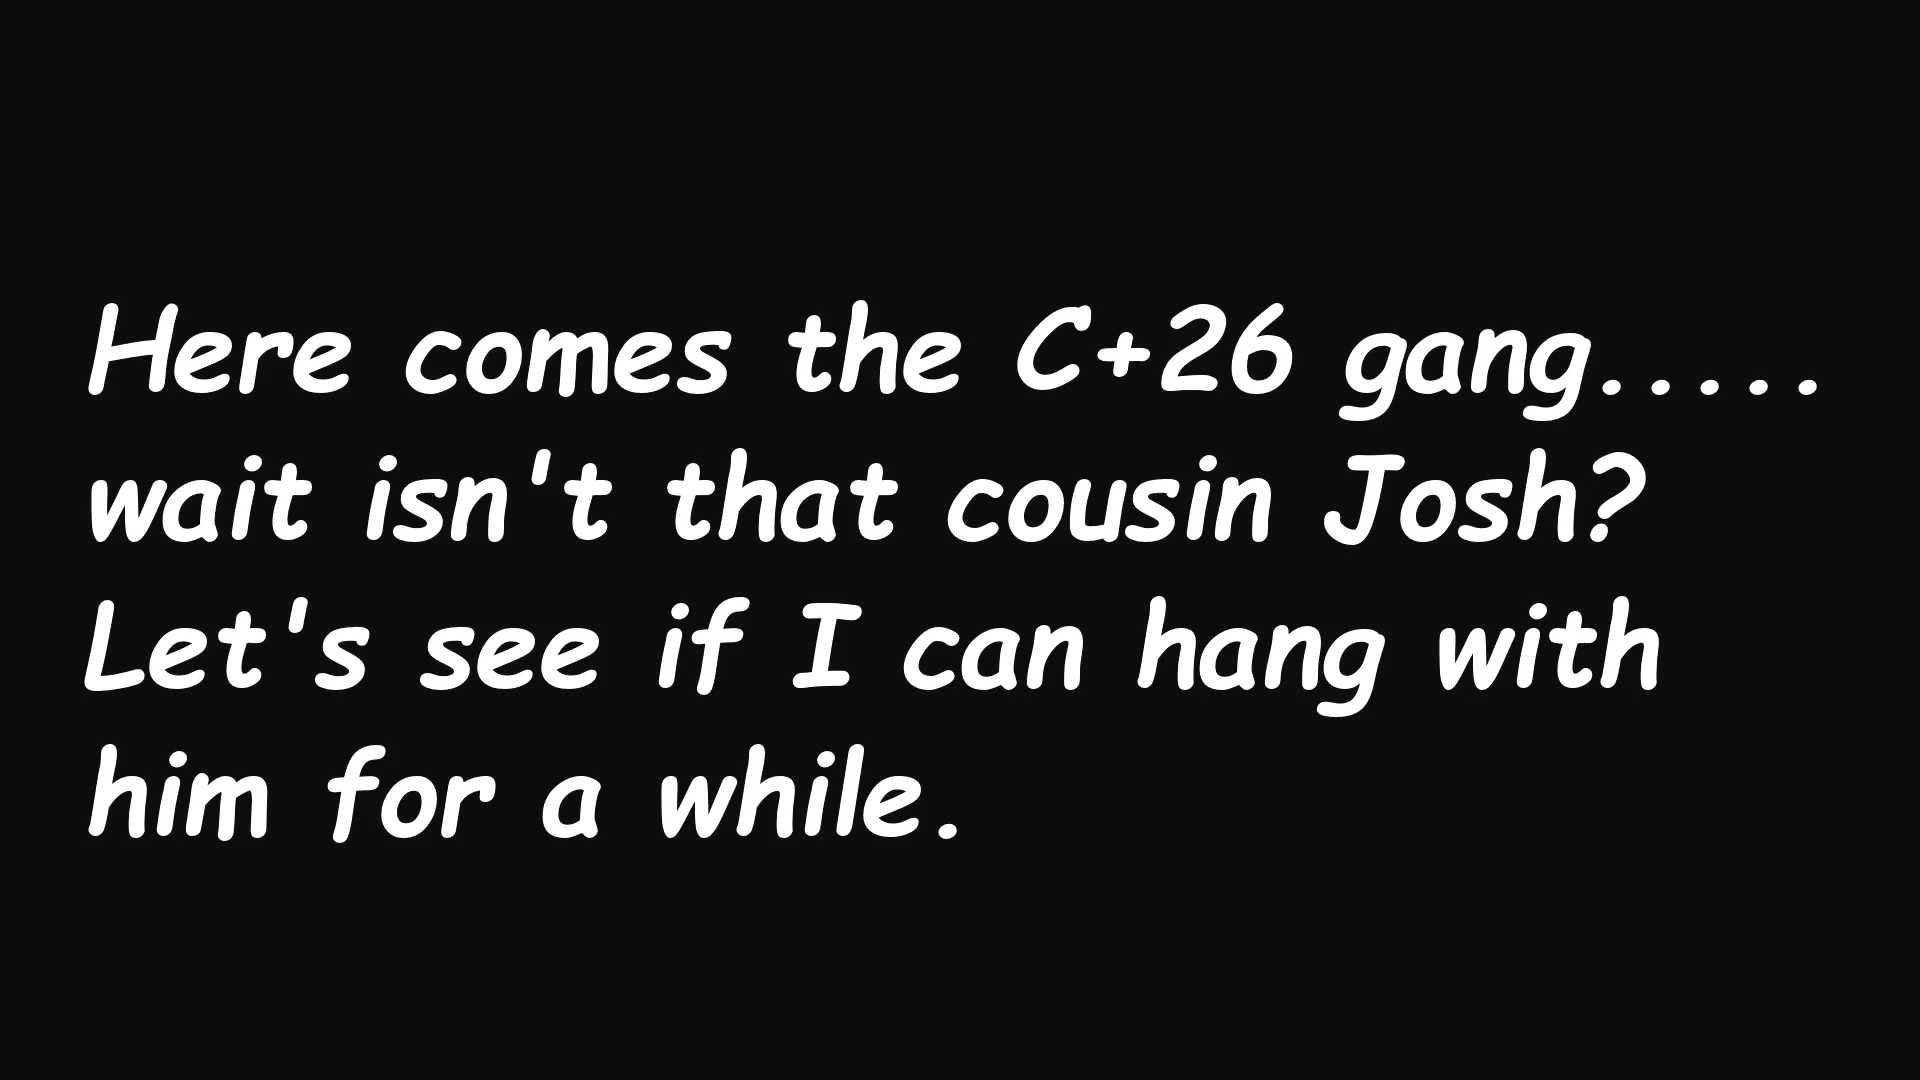 Here comes the C+26 gang.....
wait isn't that cousin Josh?
Let's see if I can hang with
him for a while.